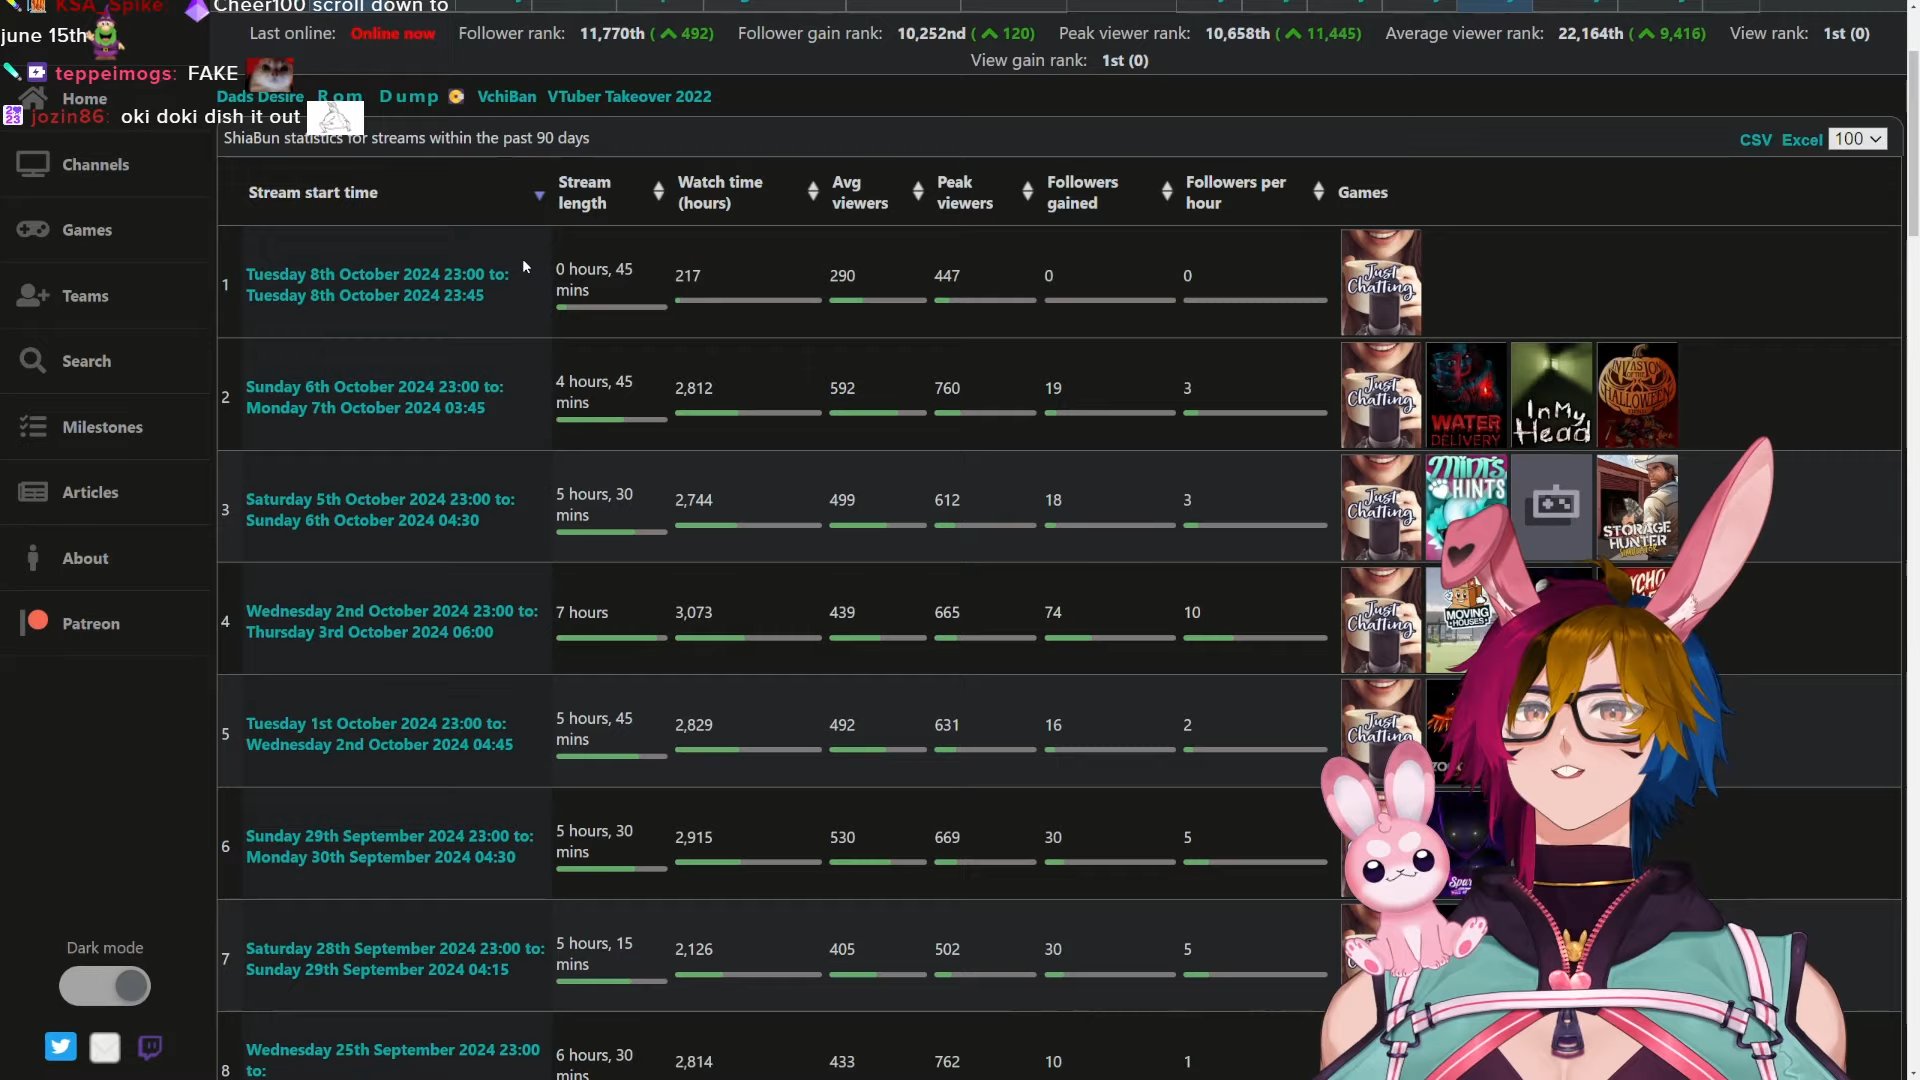 KSA_Spike
Cheer100 scroll down to
june 15th
teppeimogs: FAKE
jozin86: oki doki dish it out
Last online: Online now Follower rank: 11,770th ( 492) Follower gain rank: 10,252nd ( 120) Peak viewer rank: 10,658th ( 11,445) Average viewer rank: 22,164th ( 9,416) View rank: 1st (0)
View gain rank: 1st (0)
Dads Desire Rom Dump VchiBan VTuber Takeover 2022
ShiaBun statistics for streams within the past 90 days
CSV Excel 100
Home
Channels
Games
Teams
Search
Milestones
Articles
About
Patreon
Dark mode
Stream start time
Stream length
Watch time (hours)
Avg viewers
Peak viewers
Followers gained
Followers per hour
Games
1 Tuesday 8th October 2024 23:00 to: 0 hours, 45 217 290 447 0 0
Tuesday 8th October 2024 23:45 mins
Just Chatting
2 Sunday 6th October 2024 23:00 to: 4 hours, 45 2,812 592 760 19 3
Monday 7th October 2024 03:45 mins
Just Chatting
WATER DELIVERY
In My Head
INVASION OF THE HALLOWEEN
3 Saturday 5th October 2024 23:00 to: 5 hours, 30 2,744 499 612 18 3
Sunday 6th October 2024 04:30 mins
Just Chatting
MINT'S HINTS
STORAGE HUNTER SIMULATOR
4 Wednesday 2nd October 2024 23:00 to: 7 hours 3,073 439 665 74 10
Thursday 3rd October 2024 06:00
Just Chatting
MOVING HOUSES
5 Tuesday 1st October 2024 23:00 to: 5 hours, 45 2,829 492 631 16 2
Wednesday 2nd October 2024 04:45 mins
Just Chatting
6 Sunday 29th September 2024 23:00 to: 5 hours, 30 2,915 530 669 30 5
Monday 30th September 2024 04:30 mins
7 Saturday 28th September 2024 23:00 to: 5 hours, 15 2,126 405 502 30 5
Sunday 29th September 2024 04:15 mins
8 Wednesday 25th September 2024 23:00 to: 6 hours, 30 mins 2,814 433 762 10 1